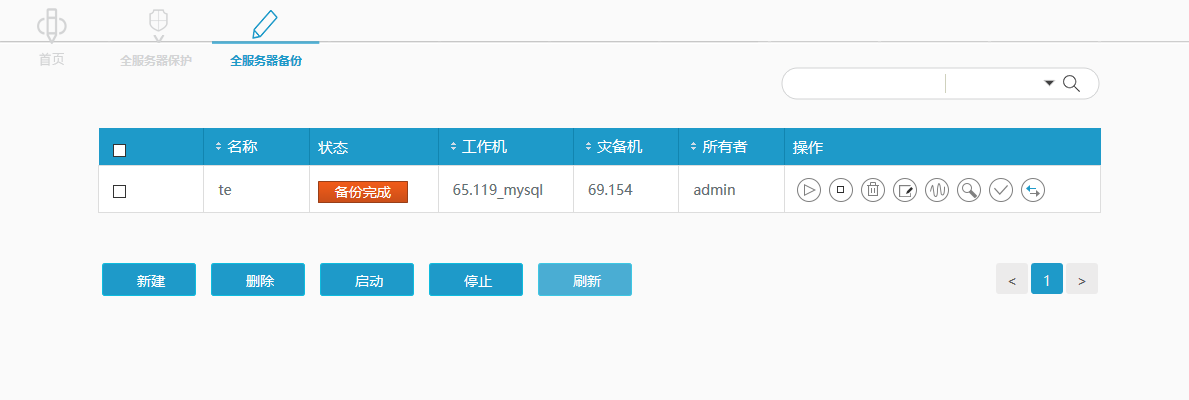 首页
全服务器保护
全服务器备份
名称 状态 工作机 灾备机 所有者 操作
te 备份完成 65.119_mysql 69.154 admin
新建 删除 启动 停止 刷新 < 1 >